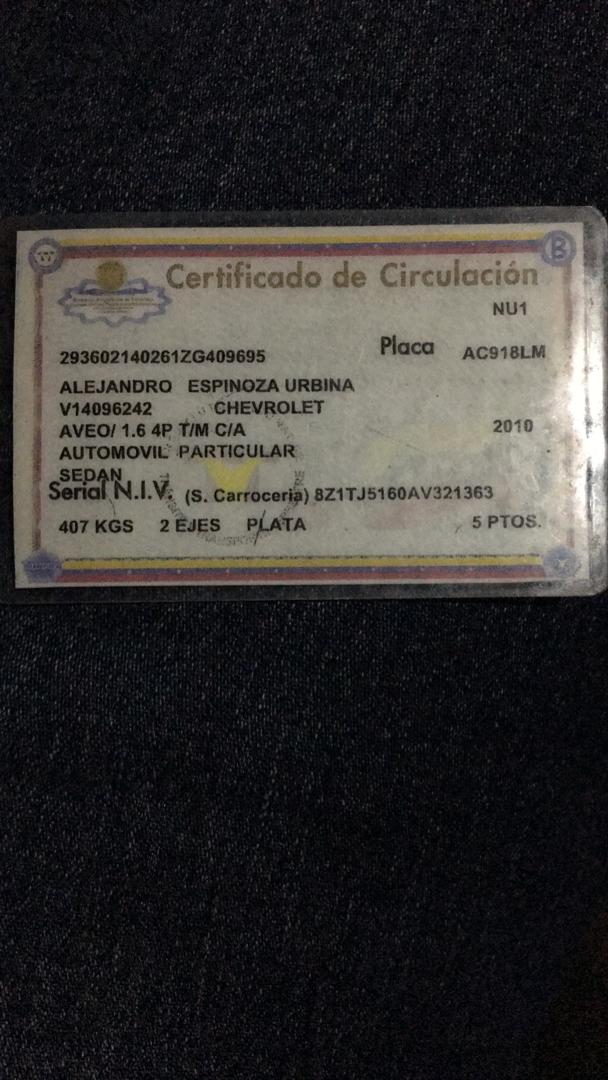 Certificado de Circulación
NU1
293602140261ZG409695 Placa AC918LM
ALEJANDRO ESPINOZA URBINA
V14096242 CHEVROLET
AVEO/ 1.6 4P T/M C/A 2010
AUTOMOVIL PARTICULAR
SEDAN
Serial N.I.V. (S. Carroceria) 8Z1TJ5160AV321363
407 KGS 2 EJES PLATA 5 PTOS.
B